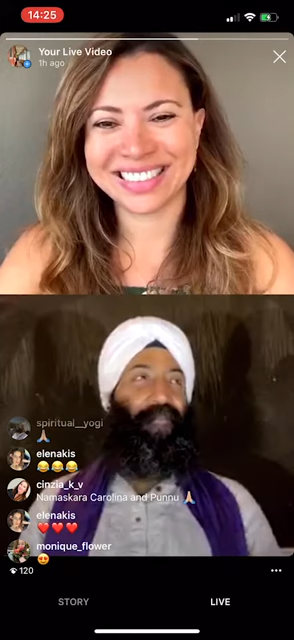 14:25
Your Live Video
1h ago
spiritual__yogi
🙏
elenakis
😂😂😂
cinzia_k_v
Namaskara Carolina and Punnu 🙏
elenakis
❤️❤️❤️
monique_flower
😍
120
STORY
LIVE